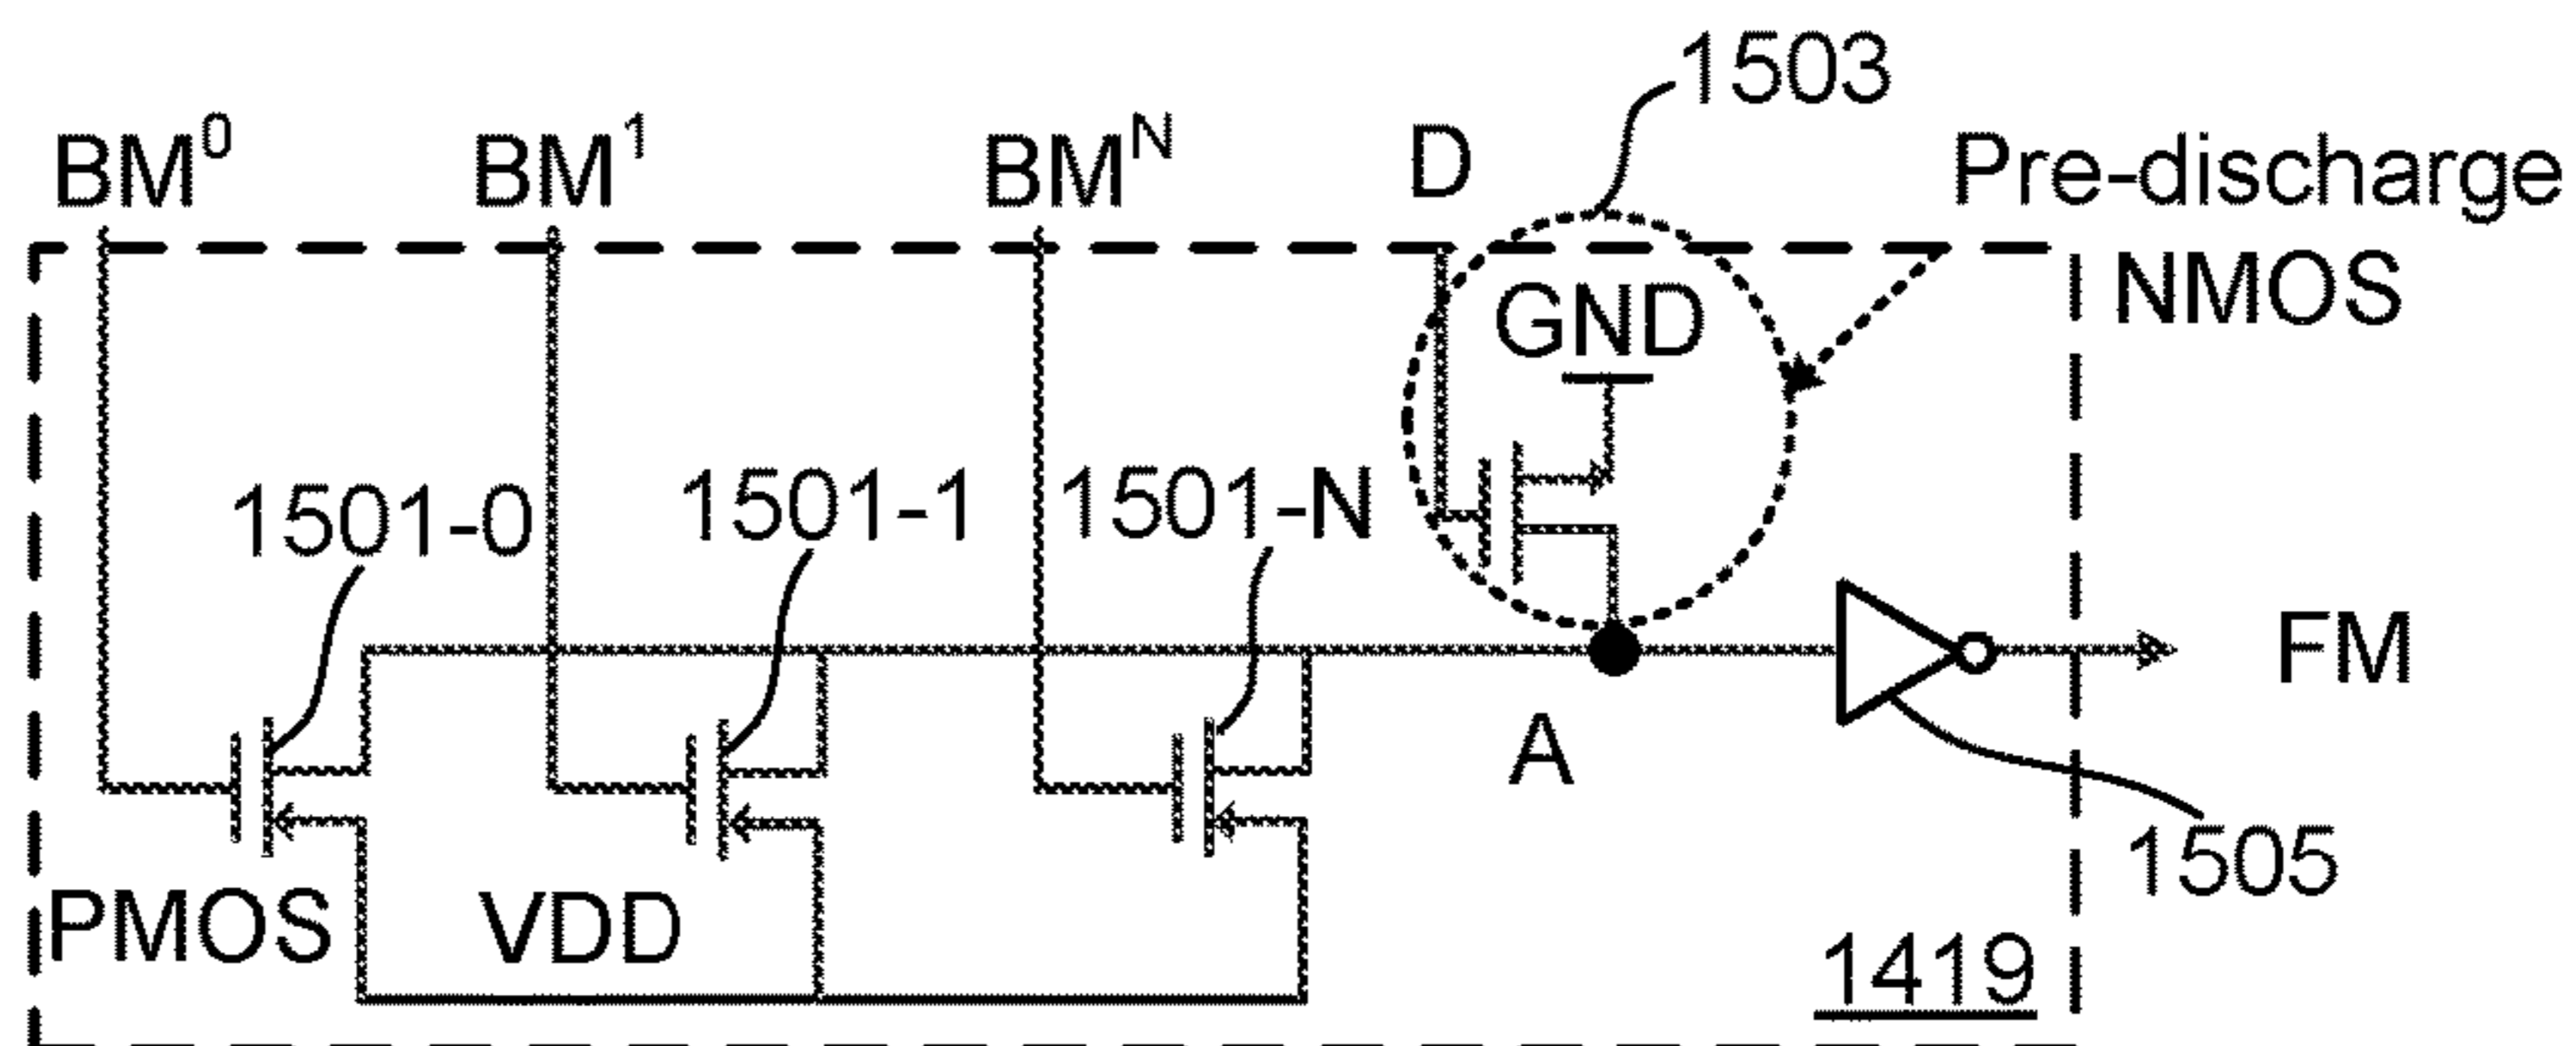 1503
BM⁰ BM¹ BMᴺ D Pre-discharge
NMOS
GND
1501-0 1501-1 1501-N
FM
A
1505
PMOS VDD
1419